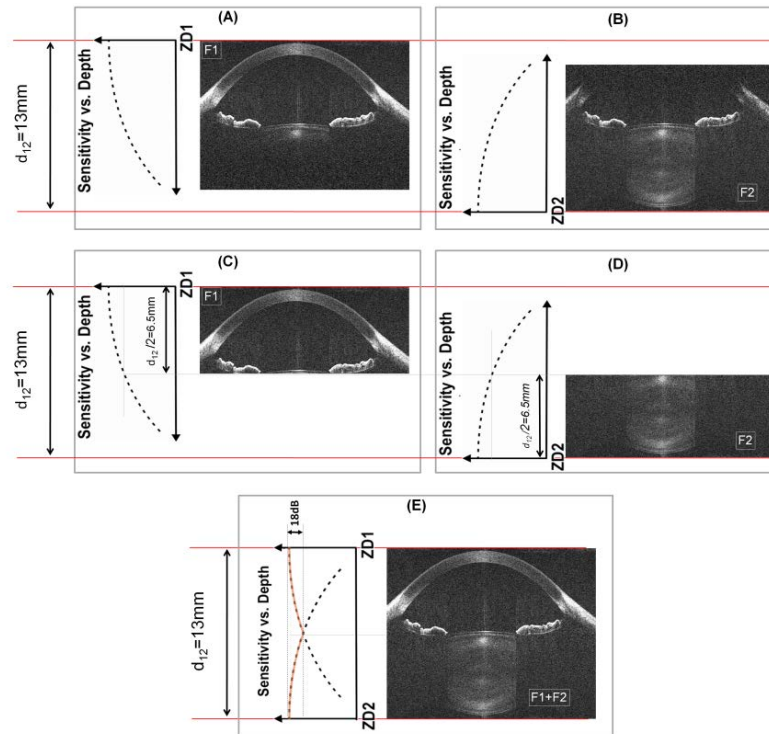 (A)
d12=13mm
Sensitivity vs. Depth
ZD1
F1
(B)
Sensitivity vs. Depth
ZD2
F2
(C)
d12=13mm
Sensitivity vs. Depth
ZD1
d12/2=6.5mm
F1
(D)
Sensitivity vs. Depth
ZD2
d12/2=6.5mm
F2
(E)
18dB
d12=13mm
Sensitivity vs. Depth
ZD1
ZD2
F1+F2